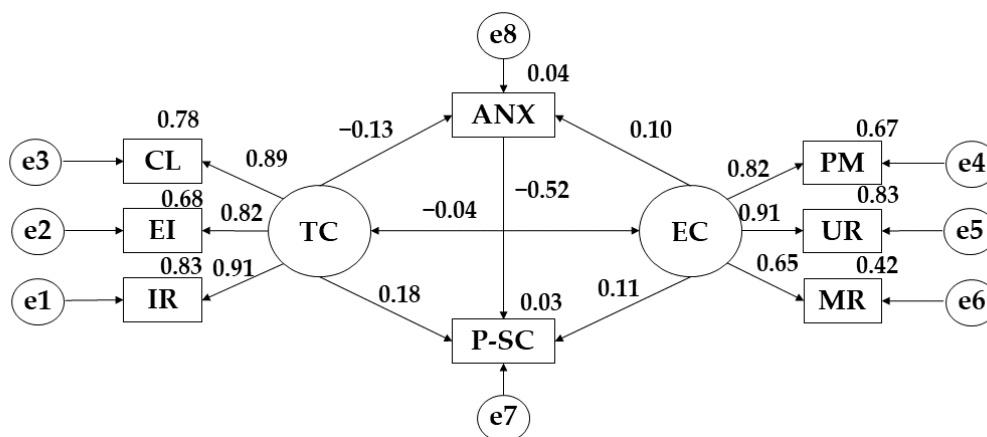 e8
0.04
ANX
0.78
−0.13
0.10
0.67
e3
CL
0.89
0.82
PM
e4
−0.52
0.68
0.82
−0.04
0.91
0.83
e2
EI
TC
EC
UR
e5
0.83
0.91
0.65
0.42
e1
IR
0.18
0.03
0.11
MR
e6
P-SC
e7